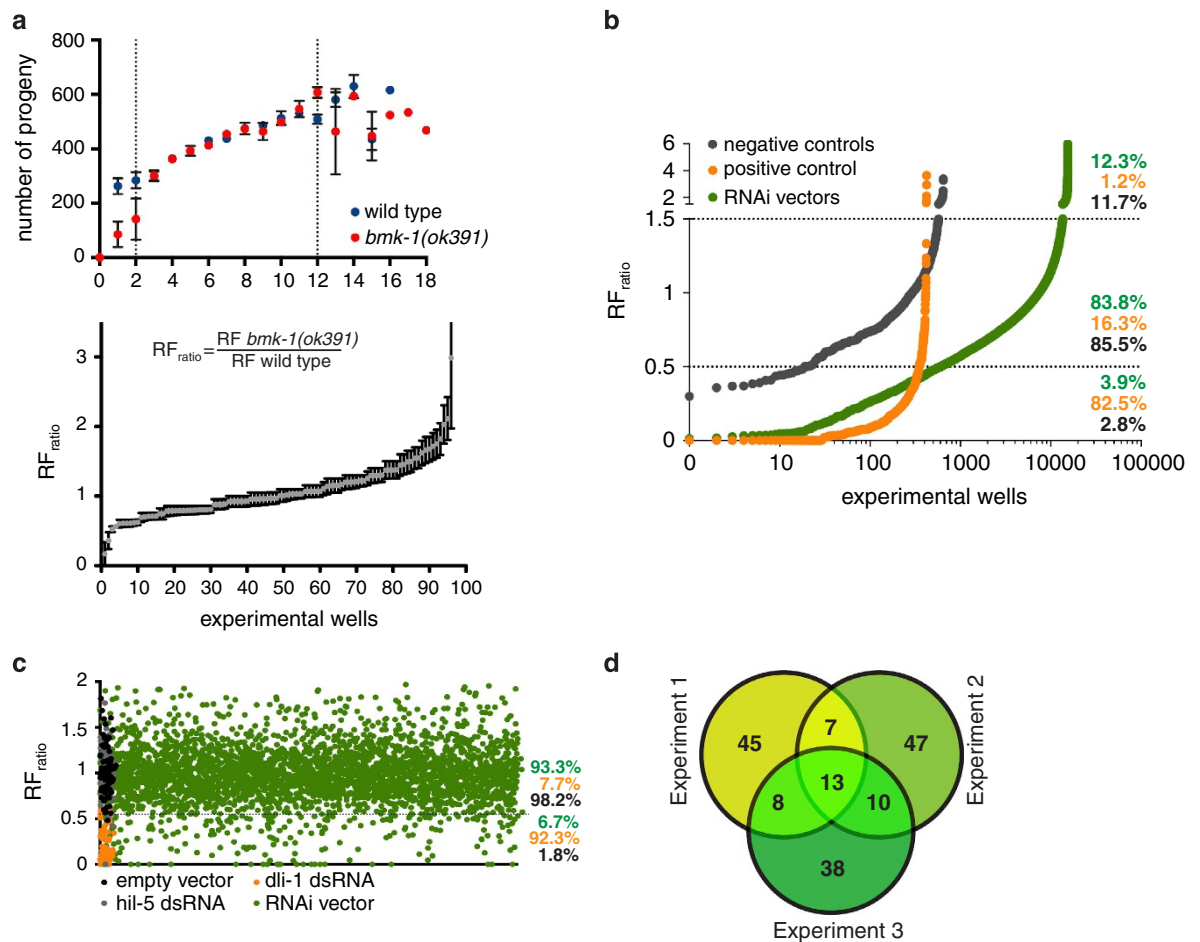 a
800
600
400
200
0
number of progeny
wild type
bmk-1(ok391)
0 2 4 6 8 10 12 14 16 18
RFratio = RF bmk-1(ok391)
RF wild type
3
2
1
0
RFratio
0 10 20 30 40 50 60 70 80 90 100
experimental wells
b
6
4
2
1.5
1
0.5
0
RFratio
negative controls
positive control
RNAi vectors
12.3%
1.2%
11.7%
83.8%
16.3%
85.5%
3.9%
82.5%
2.8%
0 10 100 1000 10000 100000
experimental wells
c
2
1.5
1
0.5
0
RFratio
93.3%
7.7%
98.2%
6.7%
92.3%
1.8%
empty vector
dli-1 dsRNA
hil-5 dsRNA
RNAi vector
d
Experiment 1
Experiment 2
45
7
47
13
8
10
38
Experiment 3